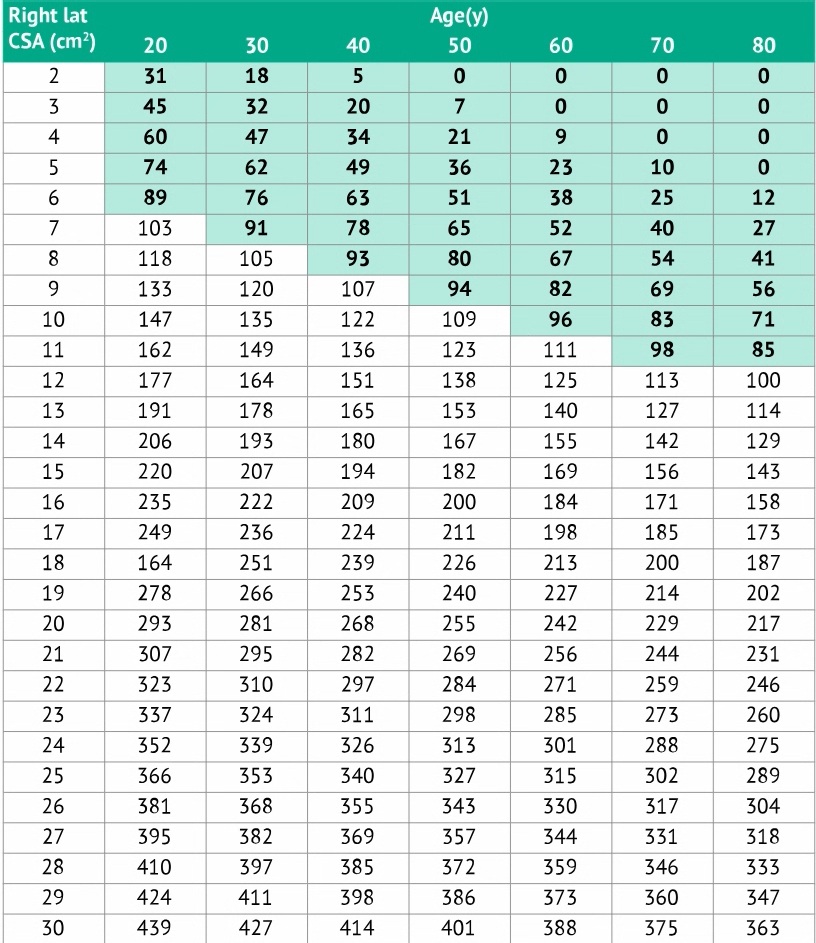 Right lat Age(y)
CSA (cm²) 20 30 40 50 60 70 80
2 31 18 5 0 0 0 0
3 45 32 20 7 0 0 0
4 60 47 34 21 9 0 0
5 74 62 49 36 23 10 0
6 89 76 63 51 38 25 12
7 103 91 78 65 52 40 27
8 118 105 93 80 67 54 41
9 133 120 107 94 82 69 56
10 147 135 122 109 96 83 71
11 162 149 136 123 111 98 85
12 177 164 151 138 125 113 100
13 191 178 165 153 140 127 114
14 206 193 180 167 155 142 129
15 220 207 194 182 169 156 143
16 235 222 209 200 184 171 158
17 249 236 224 211 198 185 173
18 164 251 239 226 213 200 187
19 278 266 253 240 227 214 202
20 293 281 268 255 242 229 217
21 307 295 282 269 256 244 231
22 323 310 297 284 271 259 246
23 337 324 311 298 285 273 260
24 352 339 326 313 301 288 275
25 366 353 340 327 315 302 289
26 381 368 355 343 330 317 304
27 395 382 369 357 344 331 318
28 410 397 385 372 359 346 333
29 424 411 398 386 373 360 347
30 439 427 414 401 388 375 363